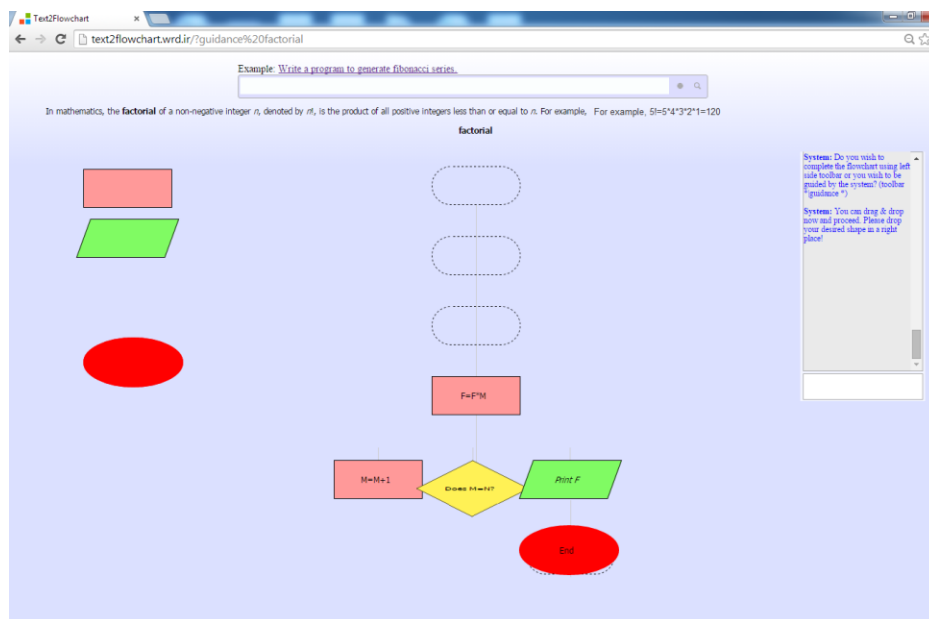 Text2Flowchart
text2flowchart.wrd.ir/?guidance%20factorial
Example: Write a program to generate fibonacci series.
In mathematics, the factorial of a non-negative integer n, denoted by n!, is the product of all positive integers less than or equal to n. For example, For example, 5!=5*4*3*2*1=120
factorial
System: Do you wish to
complete the flowchart using left
side toolbar or you wish to be
guided by the system? (toolbar
*|guidance *)
System: You can drag & drop
now and proceed. Please drop
your desired shape in a right
place!
F=F*M
M=M+1
Does M=N?
Print F
End